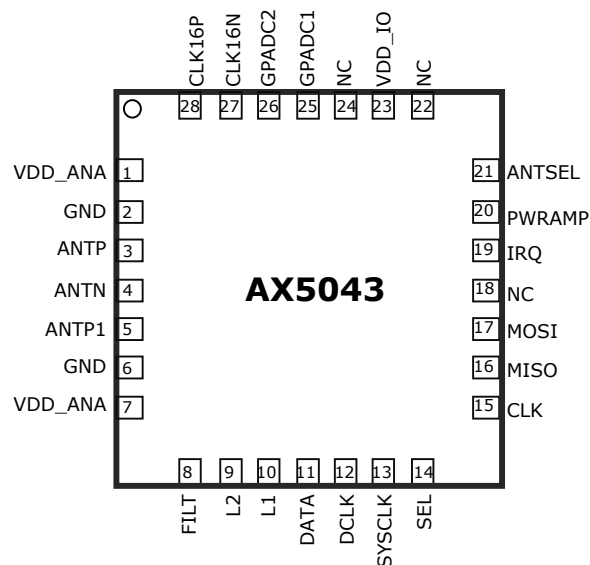 CLK16P
CLK16N
GPADC2
GPADC1
NC
VDD_IO
NC
28
27
26
25
24
23
22
VDD_ANA 1
GND 2
ANTP 3
ANTN 4
ANTP1 5
GND 6
VDD_ANA 7
AX5043
21 ANTSEL
20 PWRAMP
19 IRQ
18 NC
17 MOSI
16 MISO
15 CLK
8
9
10
11
12
13
14
FILT
L2
L1
DATA
DCLK
SYSCLK
SEL